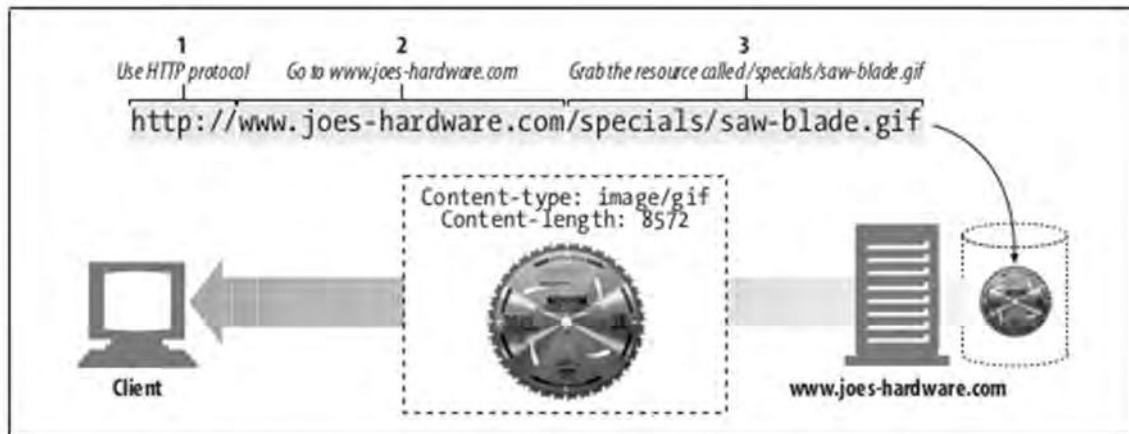 1 2 3
Use HTTP protocol Go to www.joes-hardware.com Grab the resource called /specials/saw-blade.gif
http://www.joes-hardware.com/specials/saw-blade.gif
Content-type: image/gif
Content-length: 8572
Client
www.joes-hardware.com